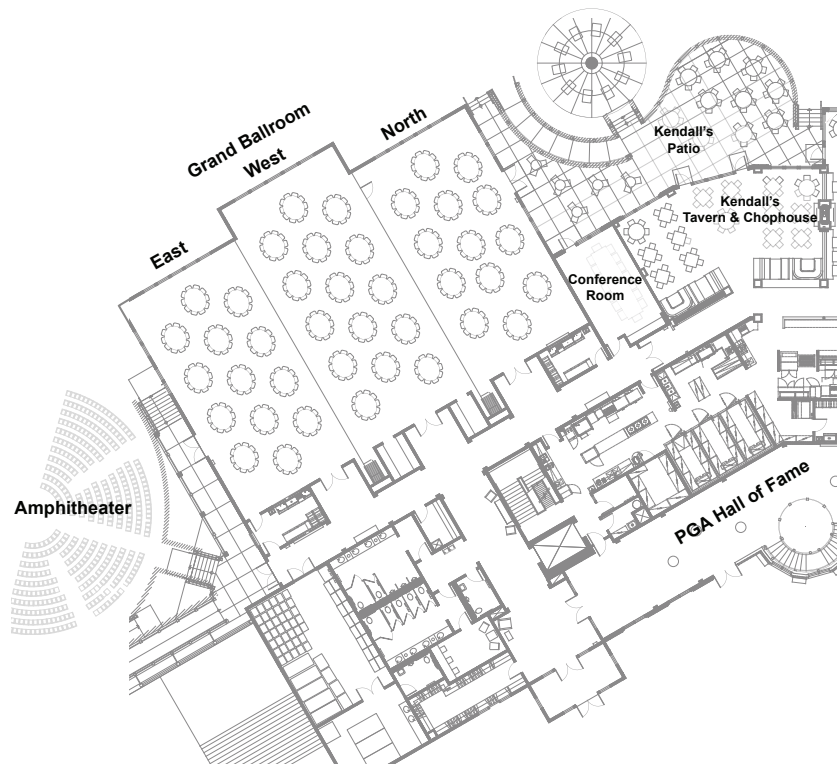 Grand Ballroom
East
West
North
Kendall's
Patio
Kendall's
Tavern & Chophouse
Conference
Room
Amphitheater
PGA Hall of Fame